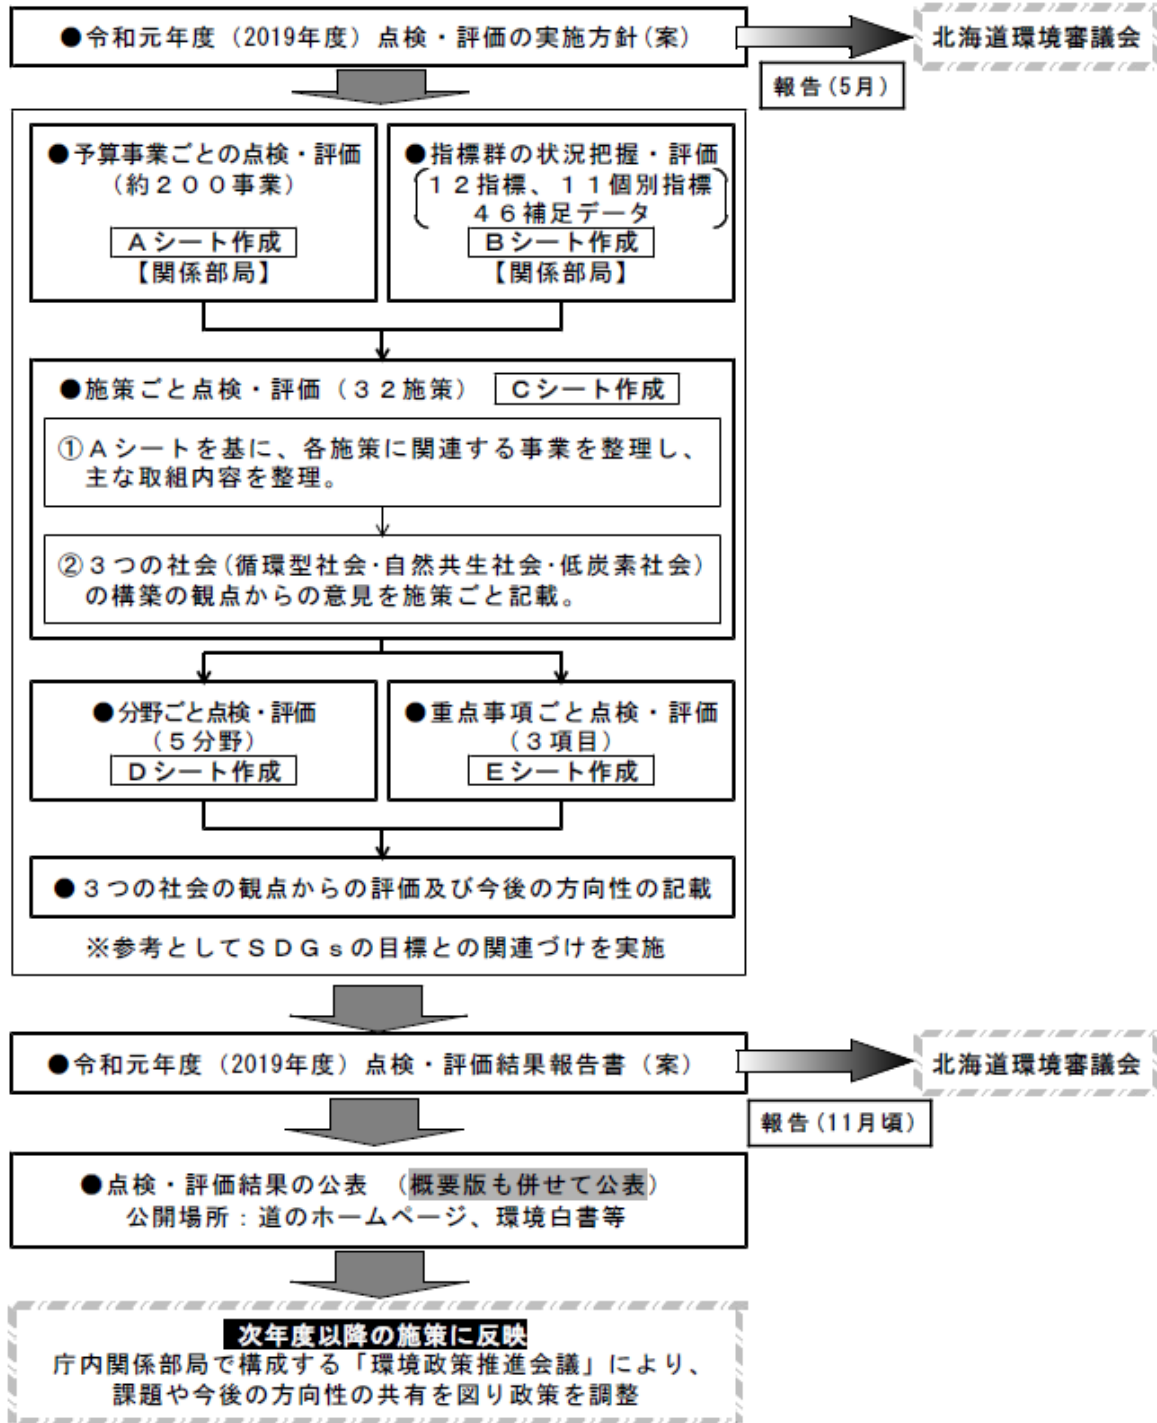 ●令和元年度（2019年度）点検・評価の実施方針(案)
北海道環境審議会
報告(5月)
●予算事業ごとの点検・評価
（約２００事業）
Ａシート作成
【関係部局】
●指標群の状況把握・評価
１２指標、１１個別指標
４６補足データ
Ｂシート作成
【関係部局】
●施策ごと点検・評価（３２施策）
Ｃシート作成
①Ａシートを基に、各施策に関連する事業を整理し、
主な取組内容を整理。
②３つの社会(循環型社会･自然共生社会･低炭素社会)
の構築の観点からの意見を施策ごと記載。
●分野ごと点検・評価
（５分野）
Ｄシート作成
●重点事項ごと点検・評価
（３項目）
Ｅシート作成
●３つの社会の観点からの評価及び今後の方向性の記載
※参考としてＳＤＧｓの目標との関連づけを実施
●令和元年度（2019年度）点検・評価結果報告書（案）
北海道環境審議会
報告(11月頃)
●点検・評価結果の公表　（概要版も併せて公表）
公開場所：道のホームページ、環境白書等
次年度以降の施策に反映
庁内関係部局で構成する「環境政策推進会議」により、
課題や今後の方向性の共有を図り政策を調整